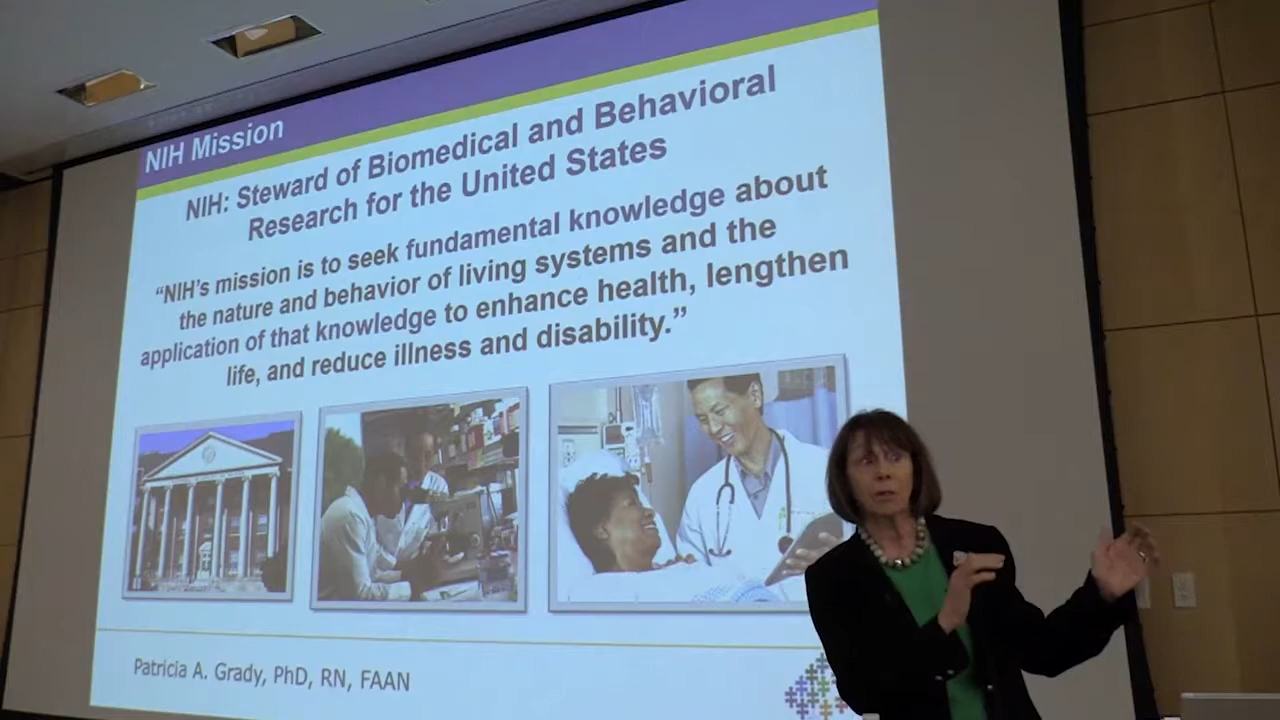 NIH Mission
NIH: Steward of Biomedical and Behavioral
Research for the United States
“NIH’s mission is to seek fundamental knowledge about
the nature and behavior of living systems and the
application of that knowledge to enhance health, lengthen
life, and reduce illness and disability.”
Patricia A. Grady, PhD, RN, FAAN